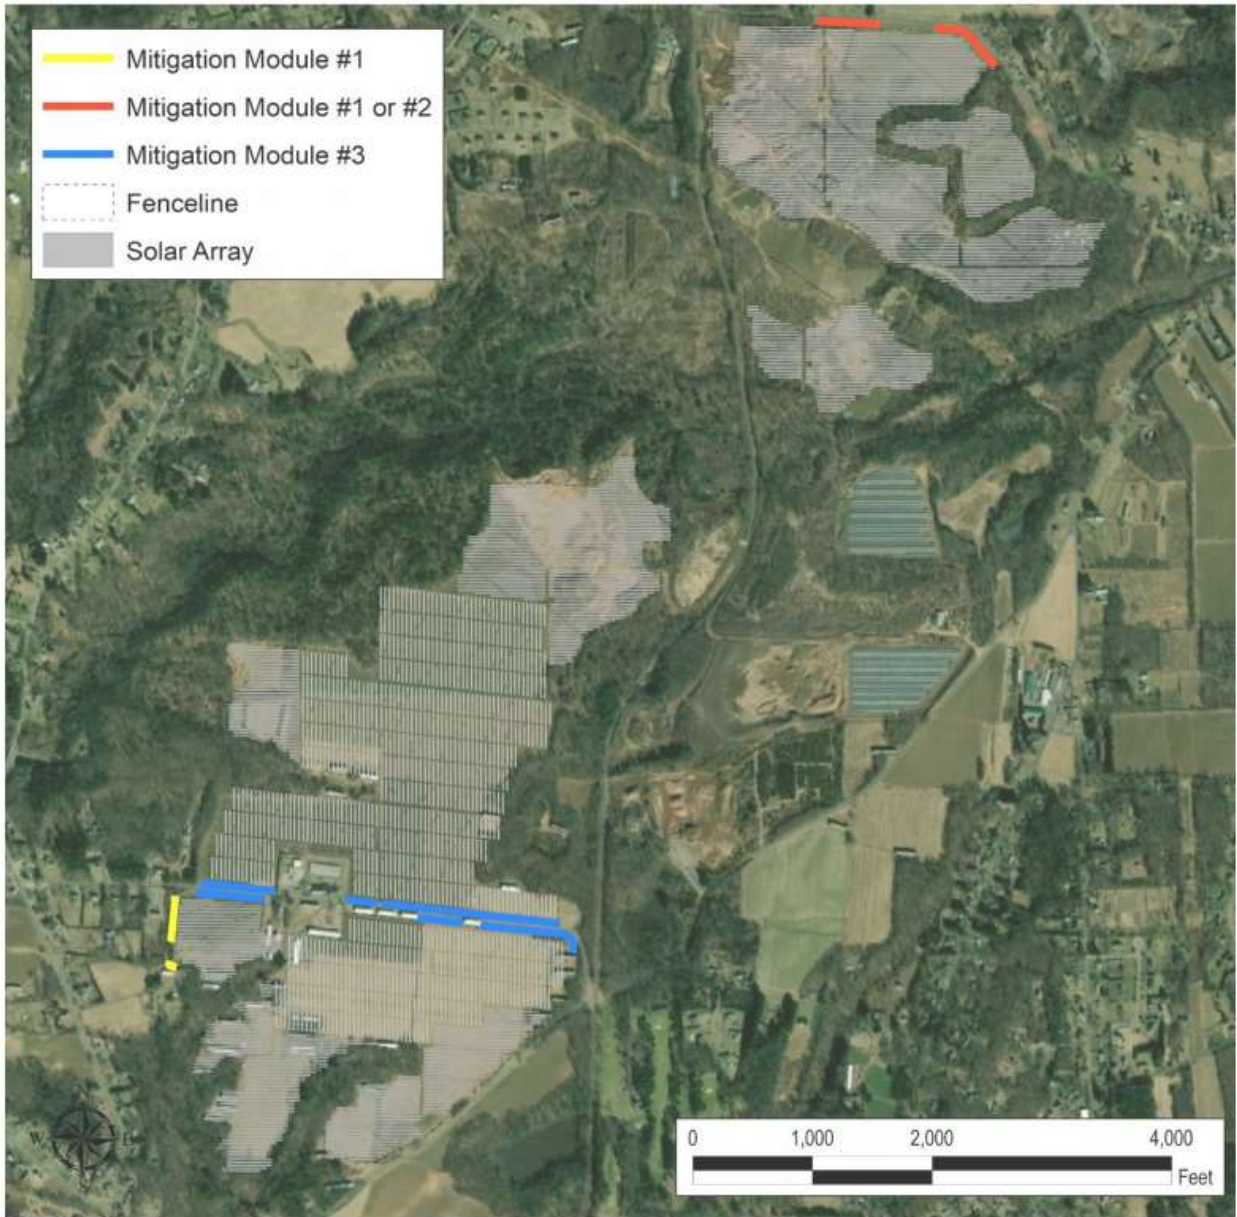 Mitigation Module #1
Mitigation Module #1 or #2
Mitigation Module #3
Fenceline
Solar Array
W E
0 1,000 2,000 4,000
Feet